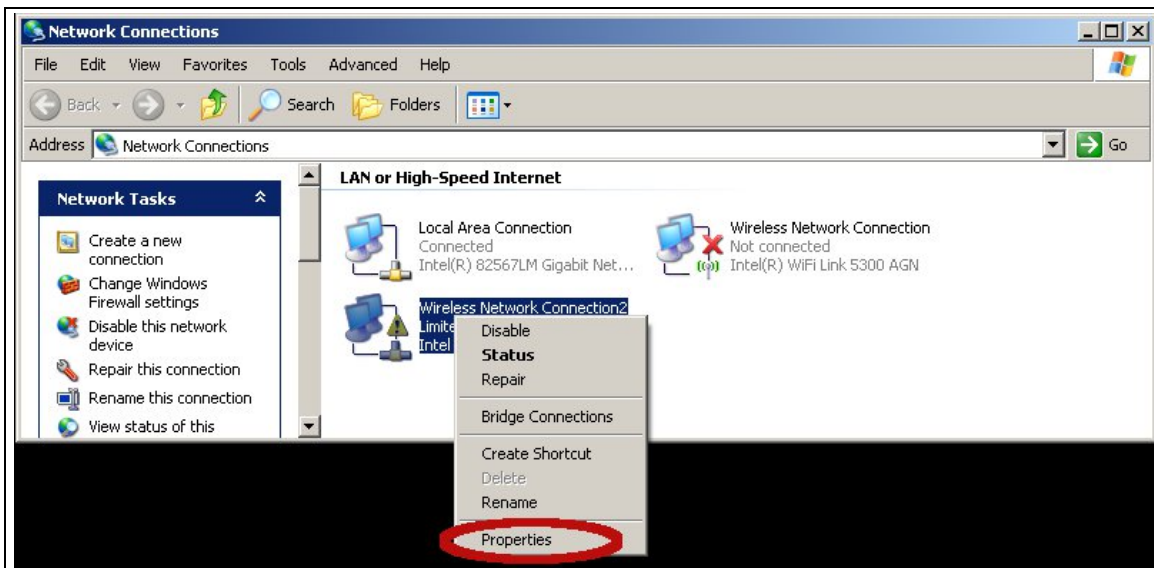 Network Connections
File Edit View Favorites Tools Advanced Help
Back Search Folders
Address Network Connections Go
Network Tasks
Create a new
connection
Change Windows
Firewall settings
Disable this network
device
Repair this connection
Rename this connection
View status of this
LAN or High-Speed Internet
Local Area Connection
Connected
Intel(R) 82567LM Gigabit Net...
Wireless Network Connection
Not connected
Intel(R) WiFi Link 5300 AGN
Wireless Network Connection2
Limite
Intel
Disable
Status
Repair
Bridge Connections
Create Shortcut
Delete
Rename
Properties